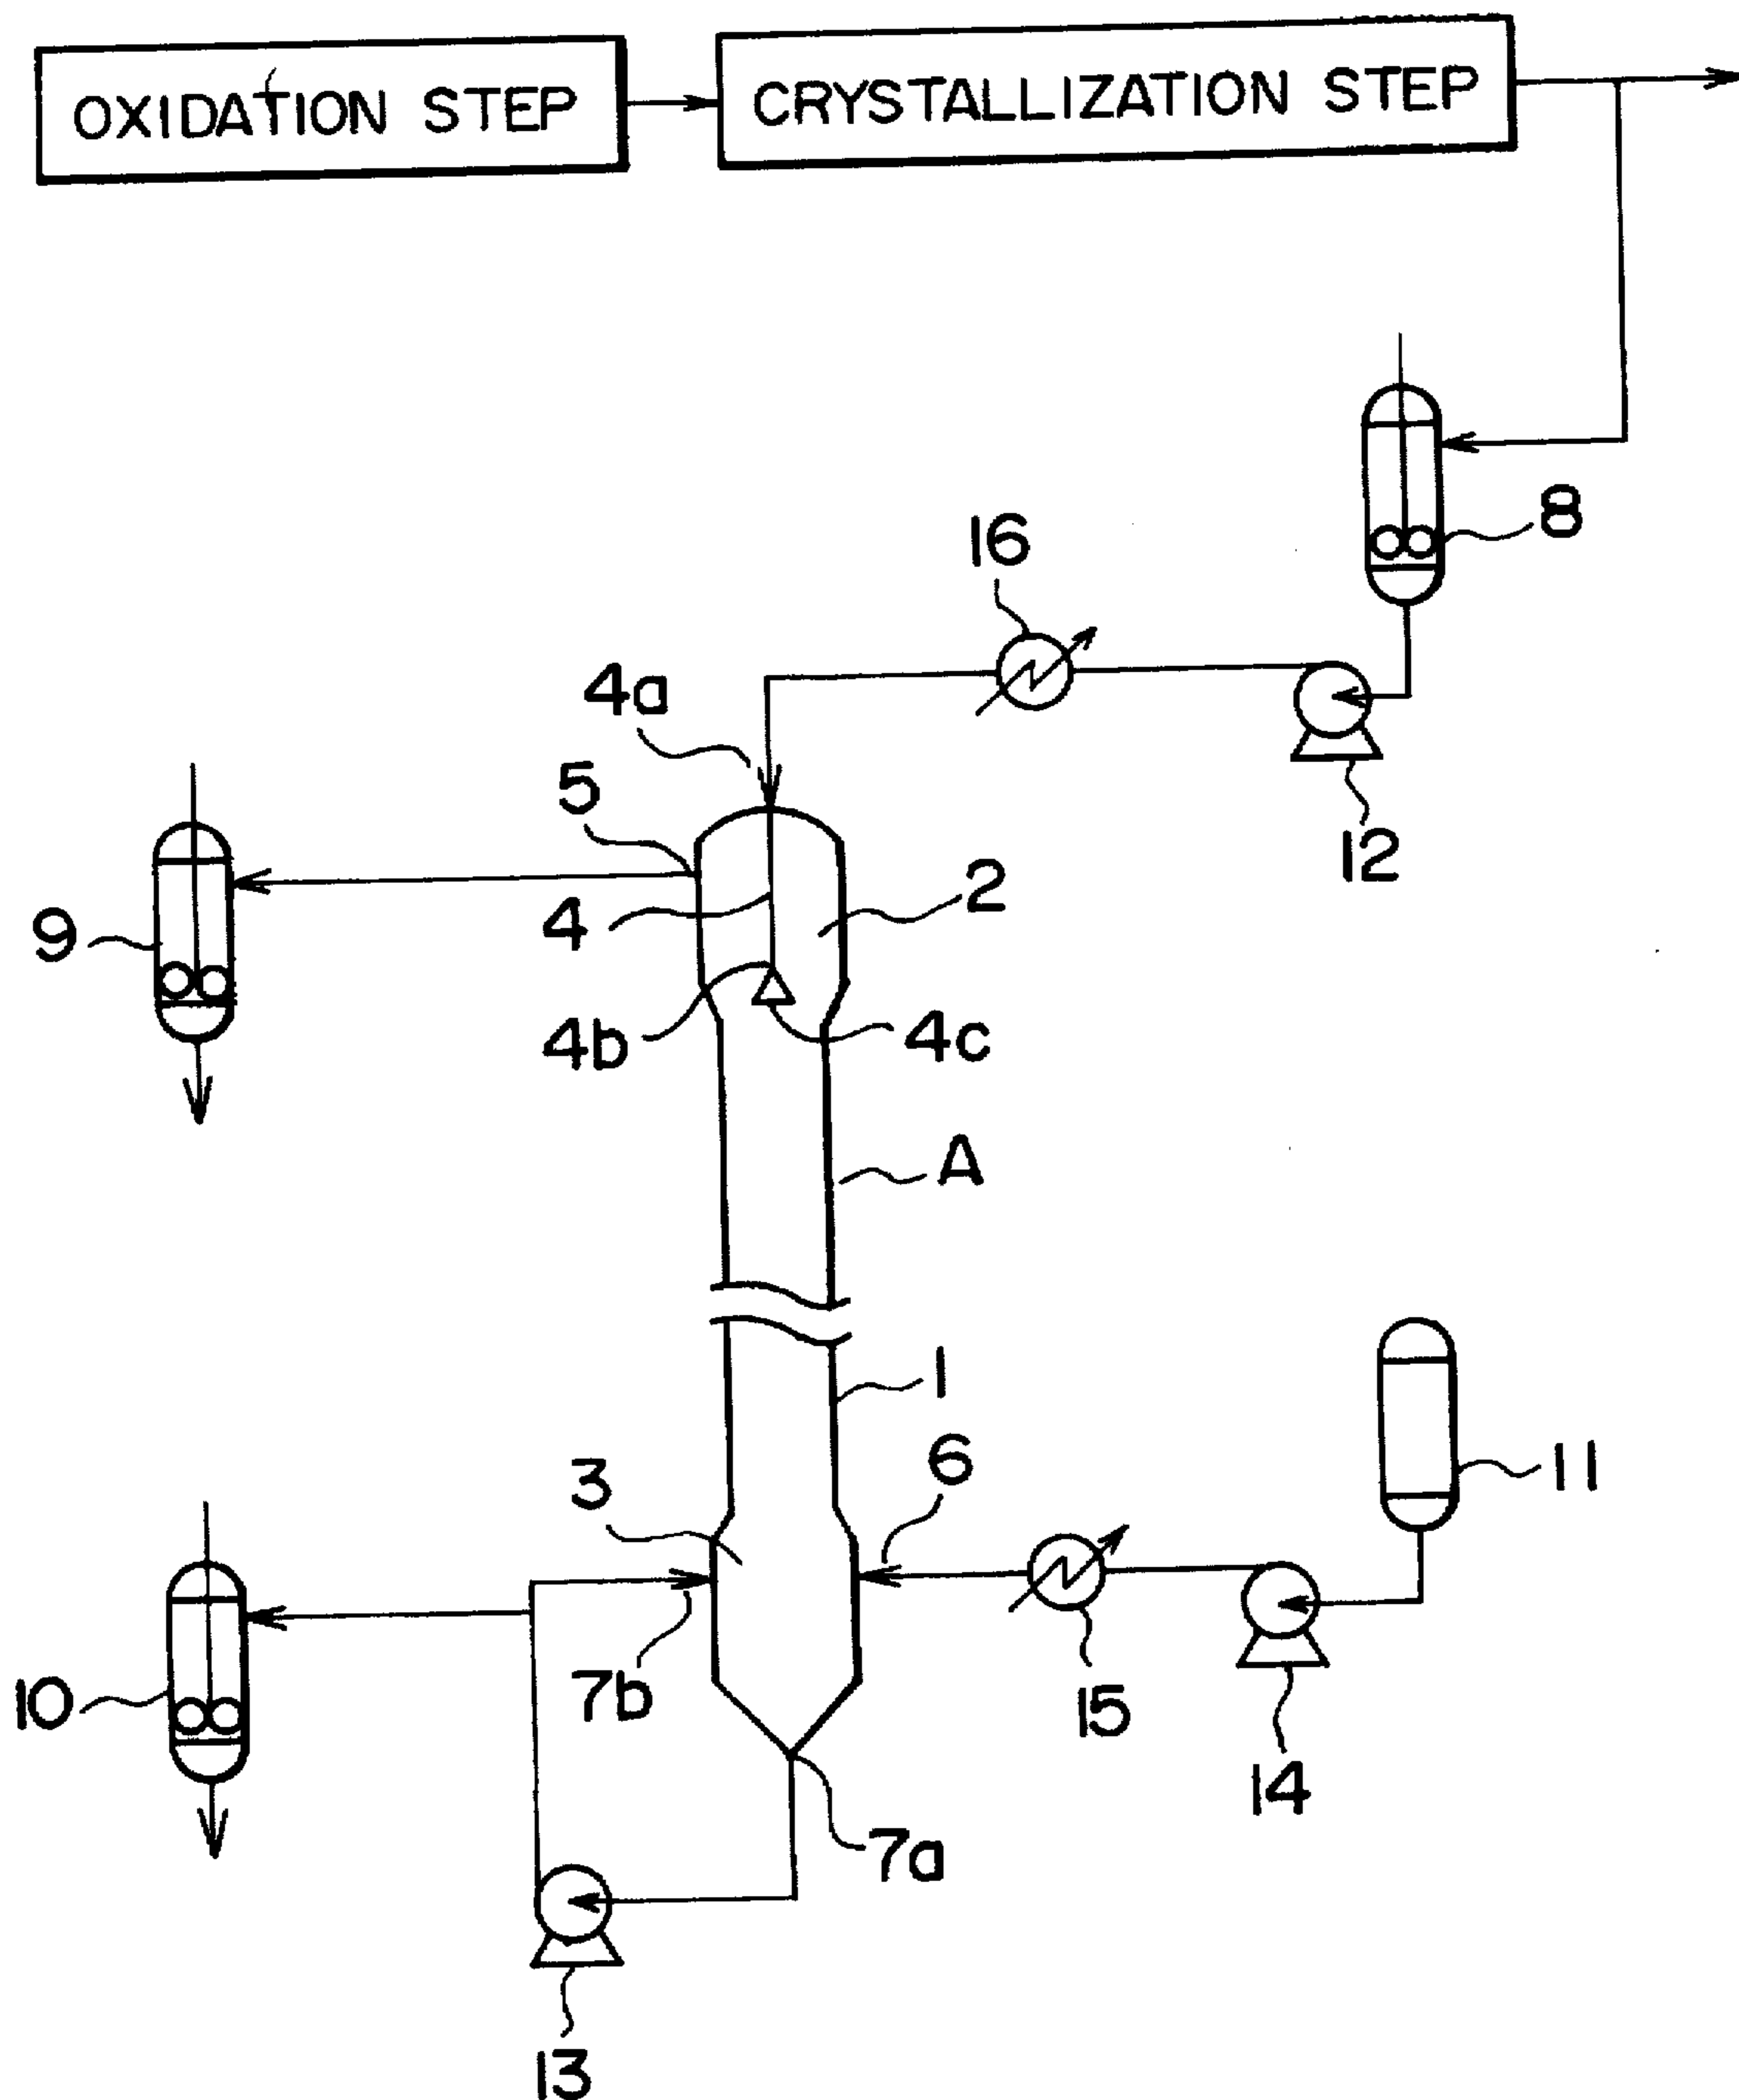 OXIDATION STEP
CRYSTALLIZATION STEP
8
16
4a
5
12
2
4
9
4b
4c
A
1
6
11
3
7b
10
15
14
7a
13